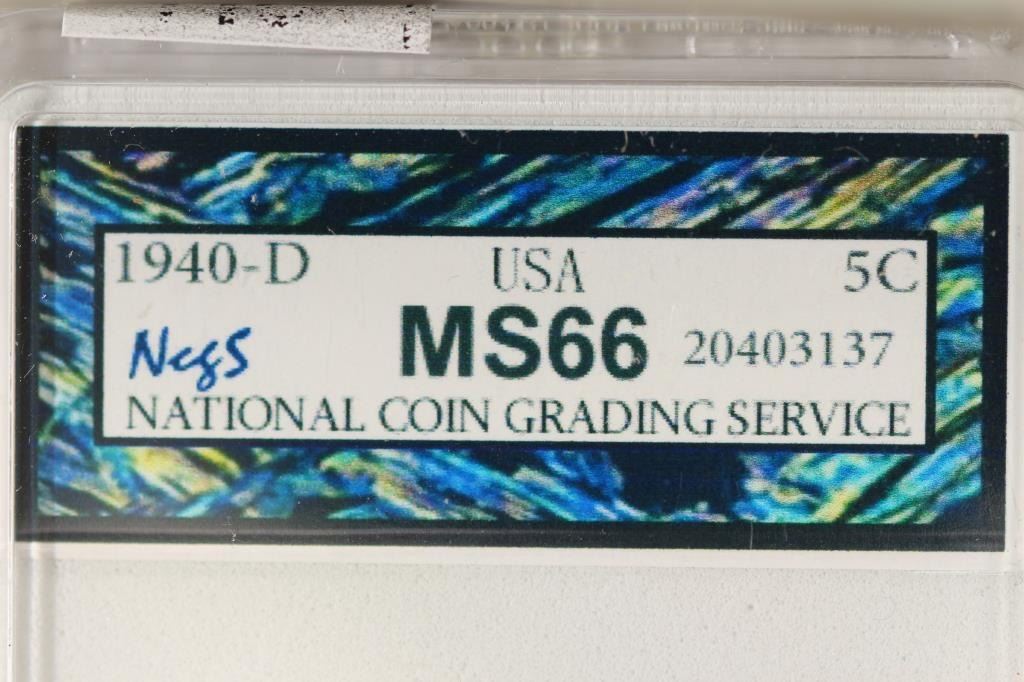 1940-D USA 5C
NcgS MS66 20403137
NATIONAL COIN GRADING SERVICE